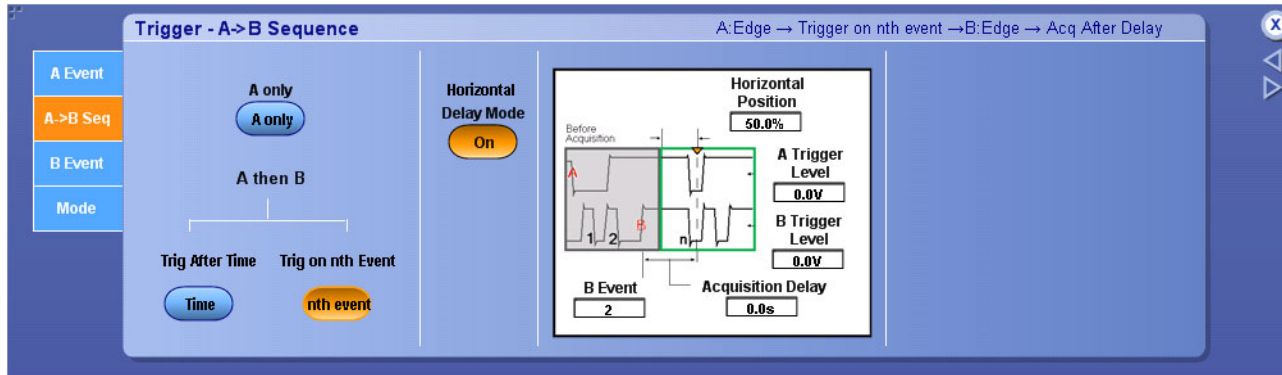 Trigger - A->B Sequence
A:Edge → Trigger on nth event →B:Edge → Acq After Delay
X
A Event
A->B Seq
B Event
Mode
A only
A only
A then B
Trig After Time
Time
Trig on nth Event
nth event
Horizontal
Delay Mode
On
Before
Acquisition
A
B
1 2
n
Horizontal
Position
50.0%
A Trigger
Level
0.0V
B Trigger
Level
0.0V
B Event
2
Acquisition Delay
0.0s